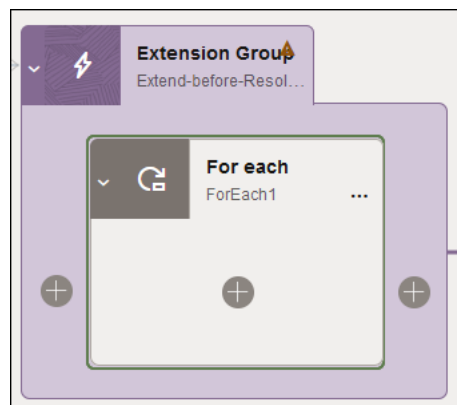 Extension Group
Extend-before-Resol...
For each
ForEach1
...